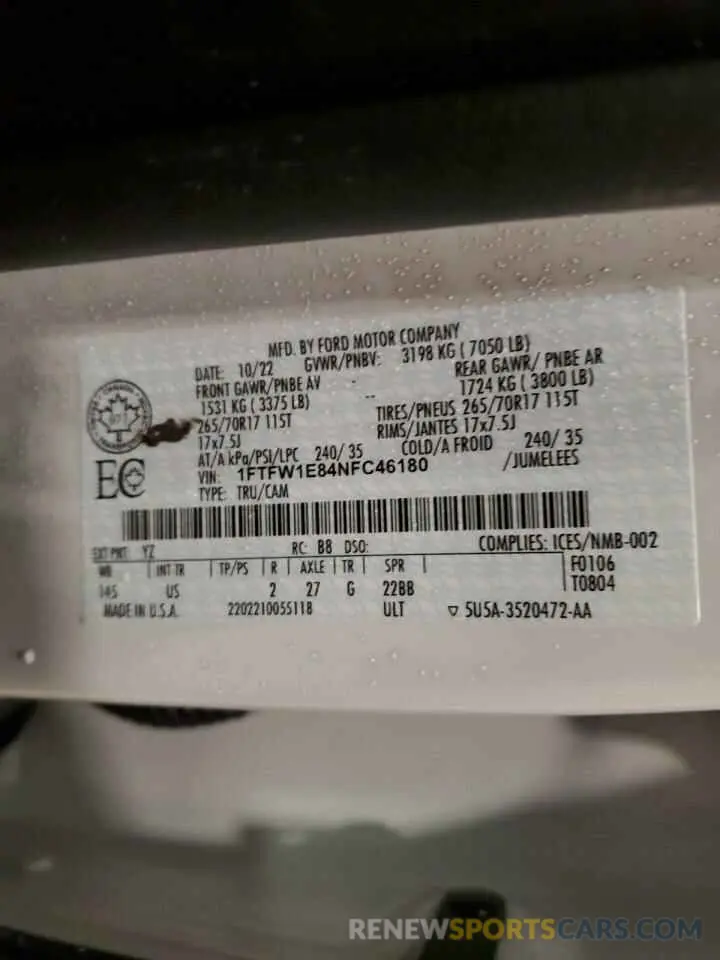 MFD. BY FORD MOTOR COMPANY
DATE: 10/22 GVWR/PNBV: 3198 KG ( 7050 LB)
FRONT GAWR/PNBE AV REAR GAWR/ PNBE AR
1531 KG ( 3375 LB) -- 1724 KG ( 3800 LB)
265/70R17 115T TIRES/PNEUS 265/70R17 115T
17x7.5J RIMS/JANTES 17x7.5J
AT/A kPa/PSI/LPC 240/ 35 COLD/A FROID 240/ 35
VIN: 1FTFW1E84NFC46180 /JUMELEES
TYPE: TRU/CAM
EC
EXT PNT: YZ RC: B8 DSO: COMPLIES: ICES/NMB-002
WB INT TR TP/PS R AXLE TR SPR F0106
145 US 2 27 G 22BB T0804
MADE IN U.S.A. 2202210055118 ULT ▽ 5U5A-3520472-AA
RENEWSPORTSCARS.COM